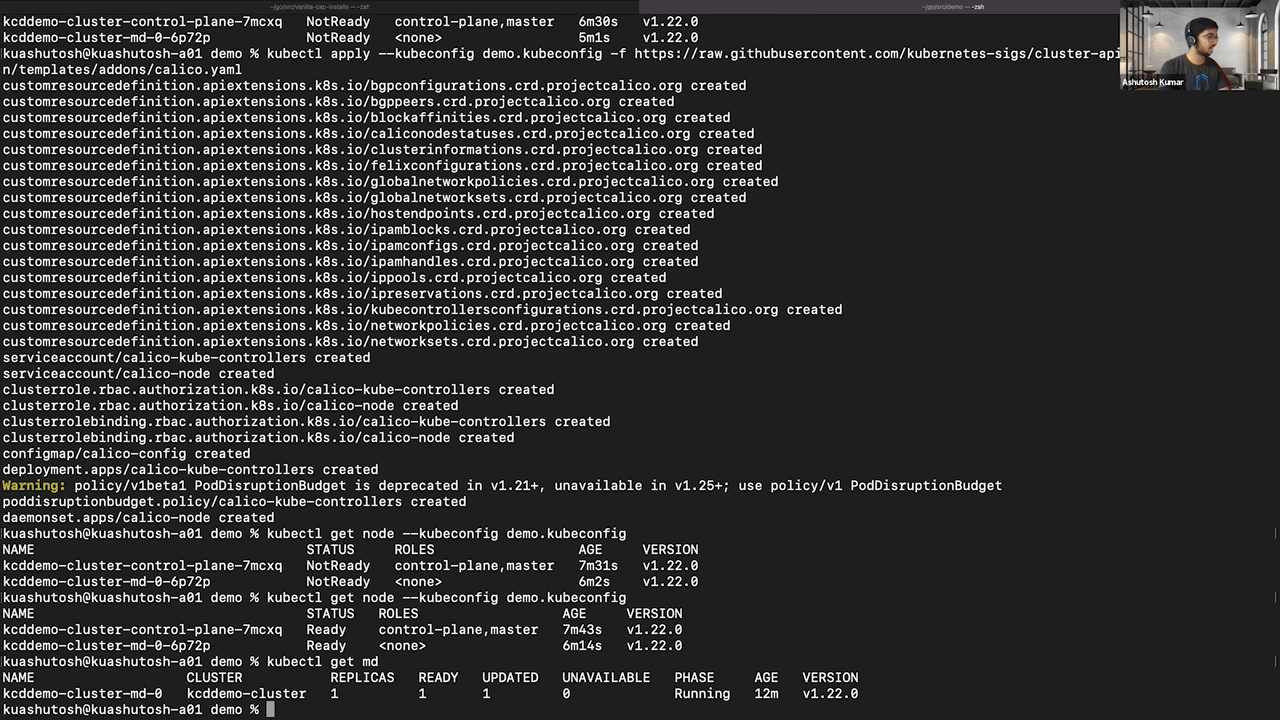 ~/go/src/vanilla-cap-installs — -zsh
~/go/src/demo — -zsh
kcddemo-cluster-control-plane-7mcxq   NotReady   control-plane,master   6m30s   v1.22.0
kcddemo-cluster-md-0-6p72p            NotReady   <none>                 5m1s    v1.22.0
kuashutosh@kuashutosh-a01 demo % kubectl apply --kubeconfig demo.kubeconfig -f https://raw.githubusercontent.com/kubernetes-sigs/cluster-api
n/templates/addons/calico.yaml
customresourcedefinition.apiextensions.k8s.io/bgpconfigurations.crd.projectcalico.org created
customresourcedefinition.apiextensions.k8s.io/bgppeers.crd.projectcalico.org created
customresourcedefinition.apiextensions.k8s.io/blockaffinities.crd.projectcalico.org created
customresourcedefinition.apiextensions.k8s.io/caliconodestatuses.crd.projectcalico.org created
customresourcedefinition.apiextensions.k8s.io/clusterinformations.crd.projectcalico.org created
customresourcedefinition.apiextensions.k8s.io/felixconfigurations.crd.projectcalico.org created
customresourcedefinition.apiextensions.k8s.io/globalnetworkpolicies.crd.projectcalico.org created
customresourcedefinition.apiextensions.k8s.io/globalnetworksets.crd.projectcalico.org created
customresourcedefinition.apiextensions.k8s.io/hostendpoints.crd.projectcalico.org created
customresourcedefinition.apiextensions.k8s.io/ipamblocks.crd.projectcalico.org created
customresourcedefinition.apiextensions.k8s.io/ipamconfigs.crd.projectcalico.org created
customresourcedefinition.apiextensions.k8s.io/ipamhandles.crd.projectcalico.org created
customresourcedefinition.apiextensions.k8s.io/ippools.crd.projectcalico.org created
customresourcedefinition.apiextensions.k8s.io/ipreservations.crd.projectcalico.org created
customresourcedefinition.apiextensions.k8s.io/kubecontrollersconfigurations.crd.projectcalico.org created
customresourcedefinition.apiextensions.k8s.io/networkpolicies.crd.projectcalico.org created
customresourcedefinition.apiextensions.k8s.io/networksets.crd.projectcalico.org created
serviceaccount/calico-kube-controllers created
serviceaccount/calico-node created
clusterrole.rbac.authorization.k8s.io/calico-kube-controllers created
clusterrole.rbac.authorization.k8s.io/calico-node created
clusterrolebinding.rbac.authorization.k8s.io/calico-kube-controllers created
clusterrolebinding.rbac.authorization.k8s.io/calico-node created
configmap/calico-config created
deployment.apps/calico-kube-controllers created
Warning: policy/v1beta1 PodDisruptionBudget is deprecated in v1.21+, unavailable in v1.25+; use policy/v1 PodDisruptionBudget
poddisruptionbudget.policy/calico-kube-controllers created
daemonset.apps/calico-node created
kuashutosh@kuashutosh-a01 demo % kubectl get node --kubeconfig demo.kubeconfig
NAME                                  STATUS     ROLES                  AGE     VERSION
kcddemo-cluster-control-plane-7mcxq   NotReady   control-plane,master   7m31s   v1.22.0
kcddemo-cluster-md-0-6p72p            NotReady   <none>                 6m2s    v1.22.0
kuashutosh@kuashutosh-a01 demo % kubectl get node --kubeconfig demo.kubeconfig
NAME                                  STATUS   ROLES                  AGE     VERSION
kcddemo-cluster-control-plane-7mcxq   Ready    control-plane,master   7m43s   v1.22.0
kcddemo-cluster-md-0-6p72p            Ready    <none>                 6m14s   v1.22.0
kuashutosh@kuashutosh-a01 demo % kubectl get md
NAME                   CLUSTER           REPLICAS   READY   UPDATED   UNAVAILABLE   PHASE     AGE   VERSION
kcddemo-cluster-md-0   kcddemo-cluster   1          1       1         0             Running   12m   v1.22.0
kuashutosh@kuashutosh-a01 demo %
Ashutosh Kumar